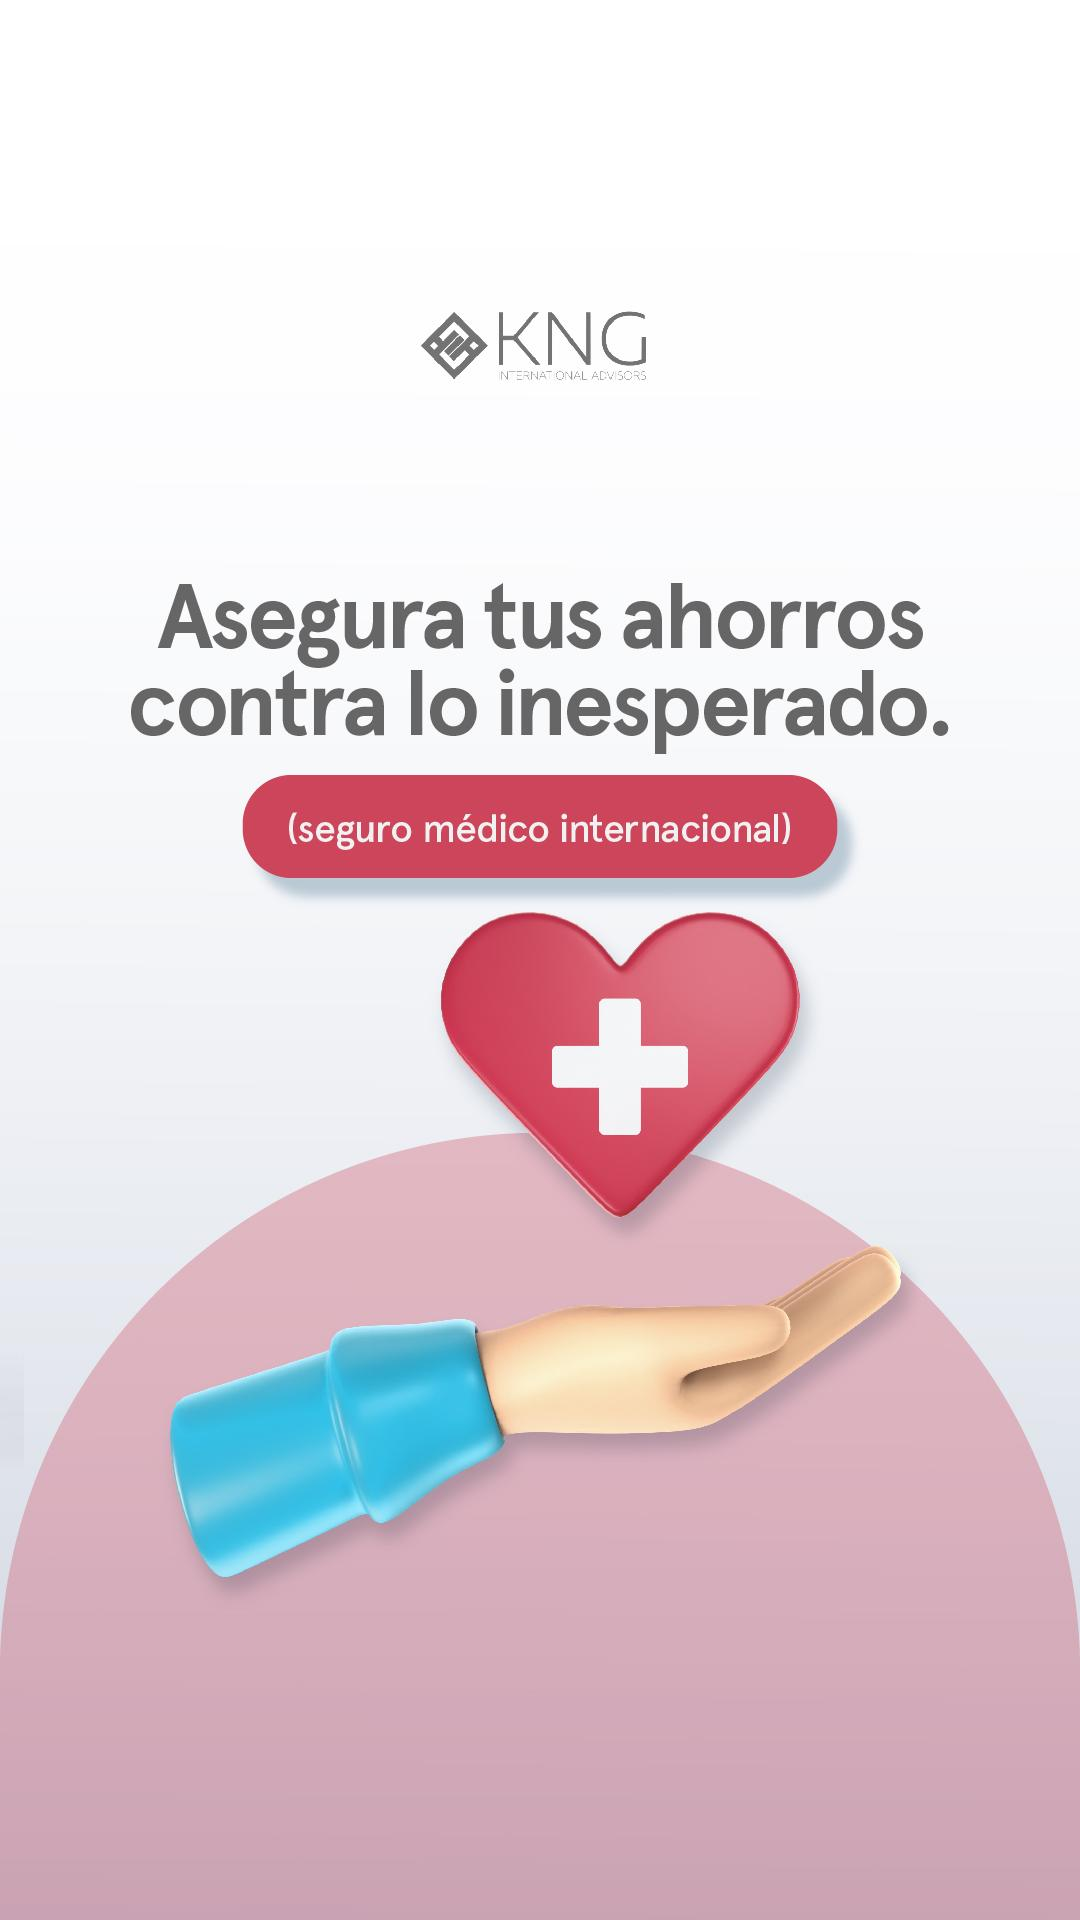 KNG
INTERNATIONAL ADVISORS
Asegura tus ahorros
contra lo inesperado.
(seguro médico internacional)